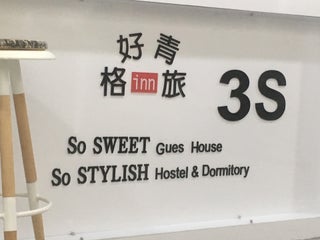 好青
格inn旅
3S
So SWEET Gues House
So STYLISH Hostel & Dormitory